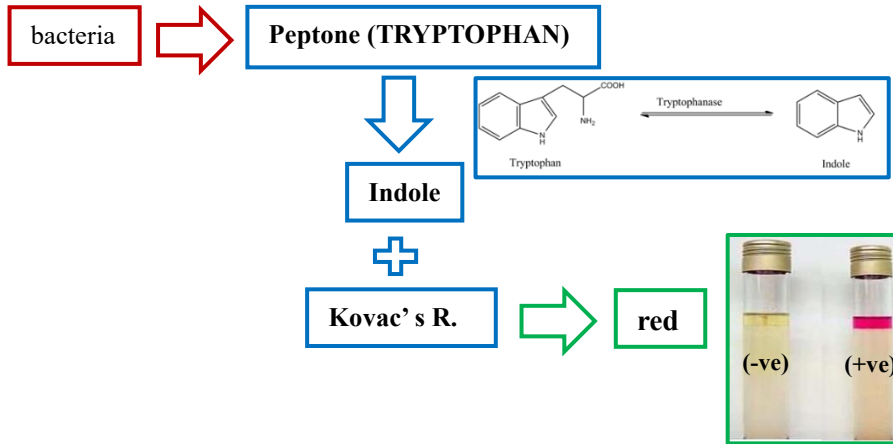 bacteria
Peptone (TRYPTOPHAN)
COOH
NH₂
N
H
Tryptophan
Tryptophanase
N
H
Indole
Indole
Kovac’ s R.
red
(-ve)
(+ve)